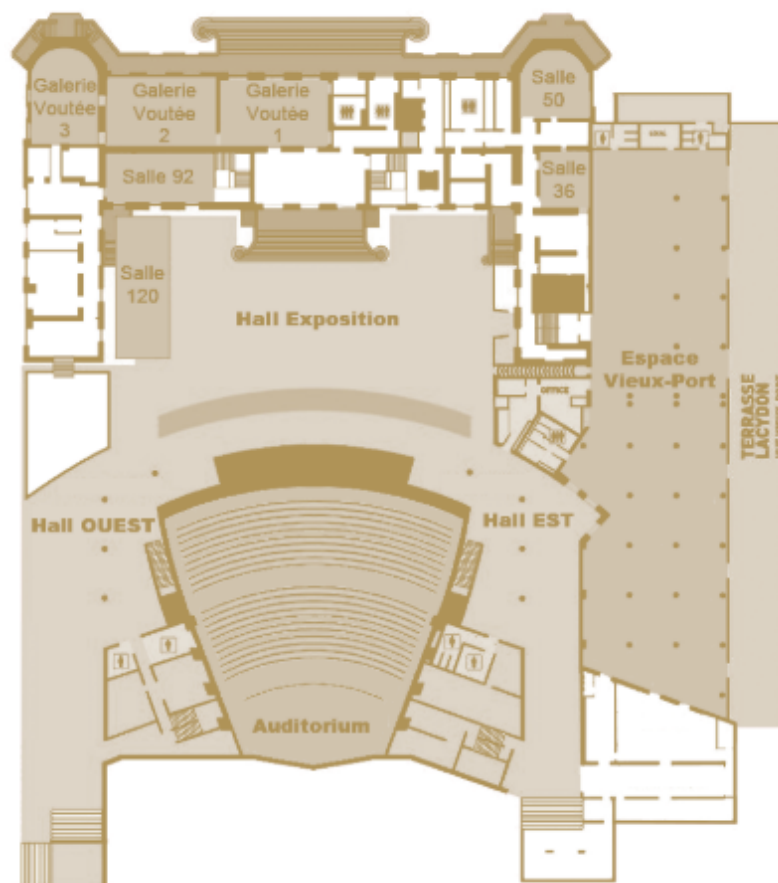 Galerie
Voutée
3
Galerie
Voutée
2
Galerie
Voutée
1
Salle
50
Salle 92
Salle
36
Salle
120
Hall Exposition
Espace
Vieux-Port
OFFICE
TERRASSE
LACYDON
Hall OUEST
Hall EST
Auditorium